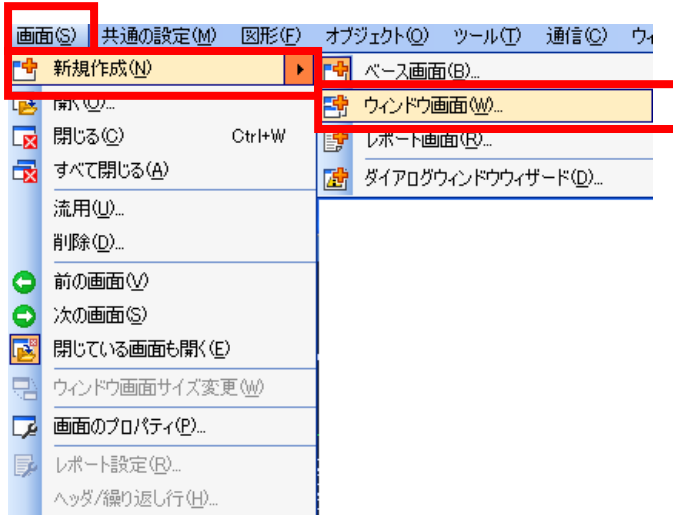 画面(S) 共通の設定(M) 図形(F) オブジェクト(O) ツール(T) 通信(C) ウィ
新規作成(N)
開く(O)...
閉じる(C) Ctrl+W
すべて閉じる(A)
流用(U)...
削除(D)...
前の画面(V)
次の画面(S)
閉じている画面も開く(E)
ウィンドウ画面サイズ変更(W)
画面のプロパティ(P)...
レポート設定(R)...
ヘッダ/繰り返し行(H)...
ベース画面(B)...
ウィンドウ画面(W)...
レポート画面(R)...
ダイアログウィンドウウィザード(D)...